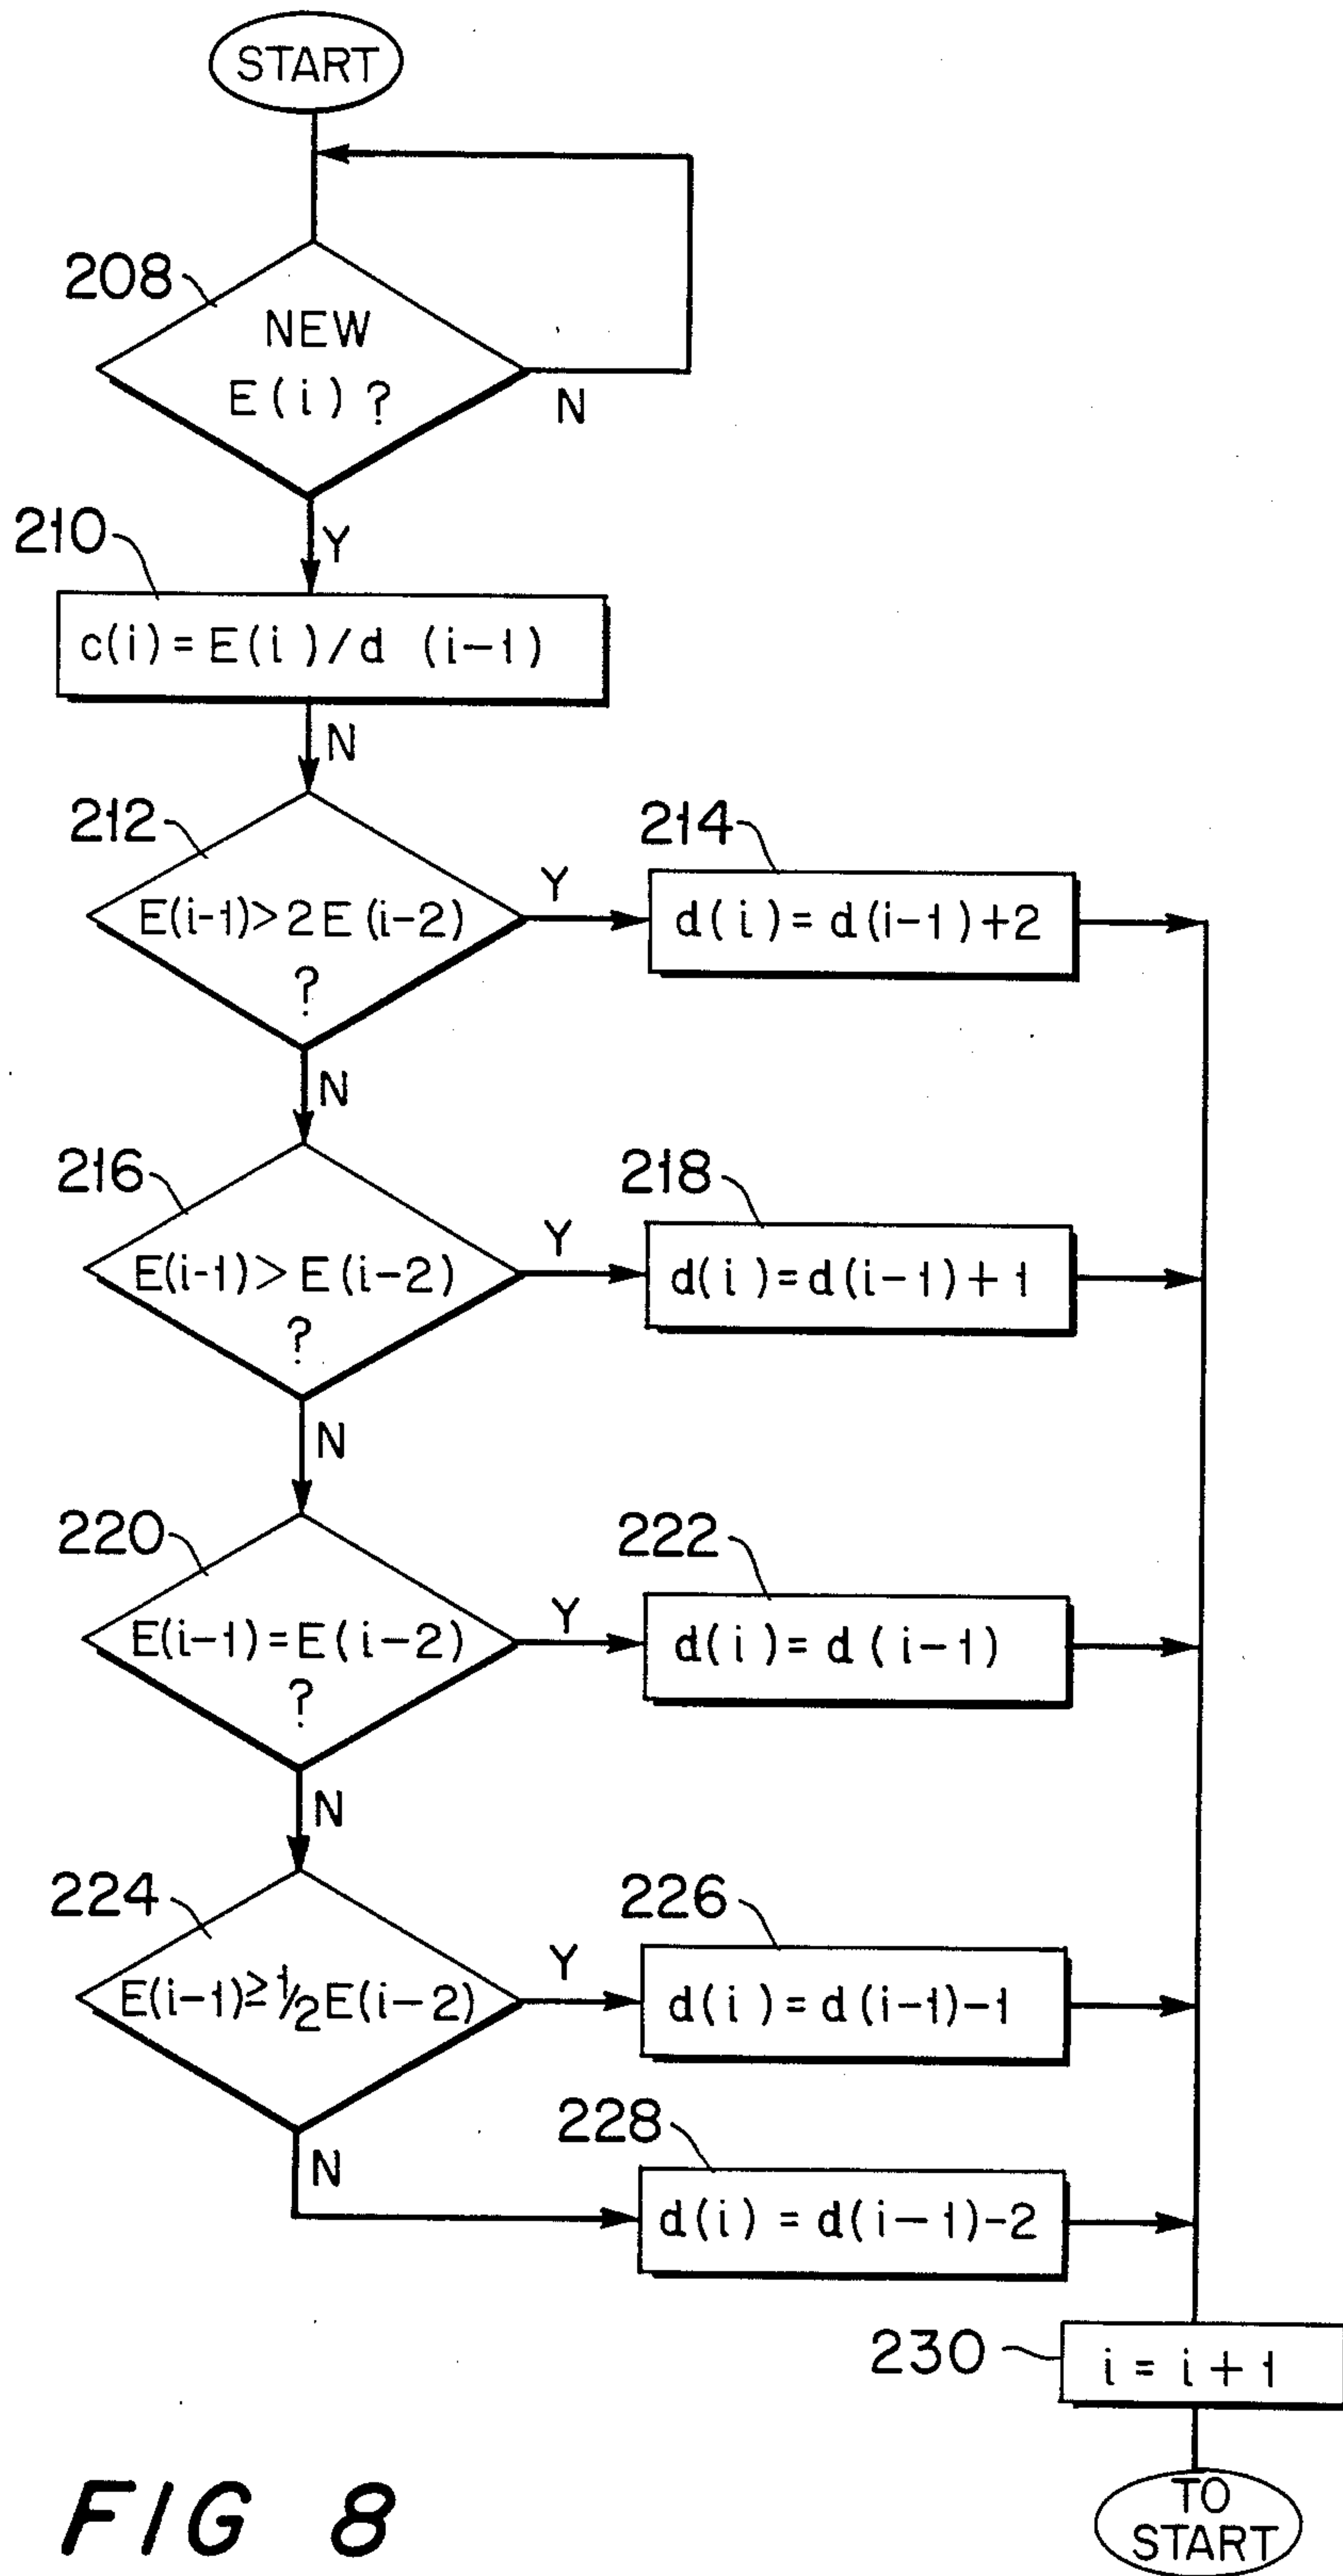 START
208
NEW
E(i)?
N
Y
210
c(i)=E(i)/d (i-1)
N
212
E(i-1)>2E(i-2)
?
Y
214
d(i)=d(i-1)+2
N
216
E(i-1)>E(i-2)
?
Y
218
d(i)=d(i-1)+1
N
220
E(i-1)=E(i-2)
?
Y
222
d(i)=d(i-1)
N
224
E(i-1)≥½E(i-2)
Y
226
d(i)=d(i-1)-1
N
228
d(i) = d(i-1)-2
230
i = i + 1
TO
START
FIG 8